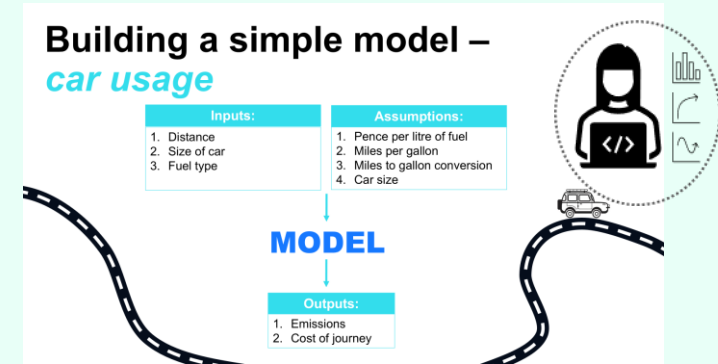 Building a simple model –
car usage
Inputs:
1. Distance
2. Size of car
3. Fuel type
Assumptions:
1. Pence per litre of fuel
2. Miles per gallon
3. Miles to gallon conversion
4. Car size
</>
MODEL
Outputs:
1. Emissions
2. Cost of journey